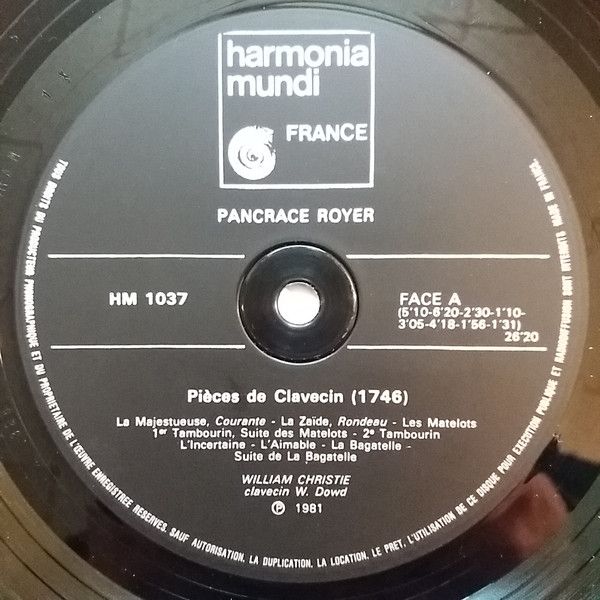 harmonia
mundi
FRANCE
PANCRACE ROYER
HM 1037
FACE A
(5'10-6'20-2'30-1'10-
3'05-4'18-1'56-1'31)
26'20
Pièces de Clavecin (1746)
La Majestueuse, Courante - La Zaïde, Rondeau - Les Matelots
1er Tambourin, Suite des Matelots - 2e Tambourin
L'Incertaine - L'Aimable - La Bagatelle -
Suite de La Bagatelle
WILLIAM CHRISTIE
clavecin W. Dowd
℗ 1981
TOUS DROITS DU PRODUCTEUR PHONOGRAPHIQUE ET DU PROPRIETAIRE DE L'ŒUVRE ENREGISTREE RESERVES. SAUF AUTORISATION, LA DUPLICATION, LA LOCATION, LE PRET, L'UTILISATION DE CE DISQUE POUR EXECUTION PUBLIQUE ET RADIODIFFUSION SONT INTERDITS MADE IN FRANCE.